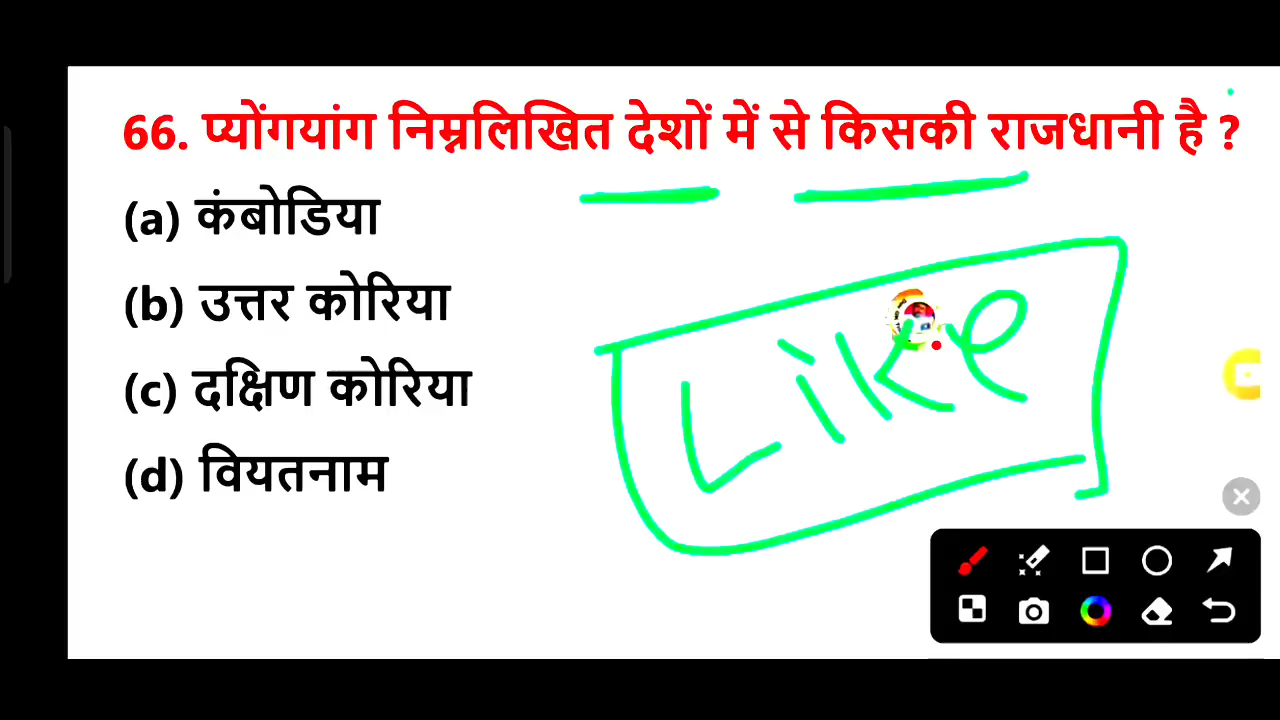 66. प्योंगयांग निम्नलिखित देशों में से किसकी राजधानी है ?
(a) कंबोडिया
(b) उत्तर कोरिया
(c) दक्षिण कोरिया
(d) वियतनाम
Like